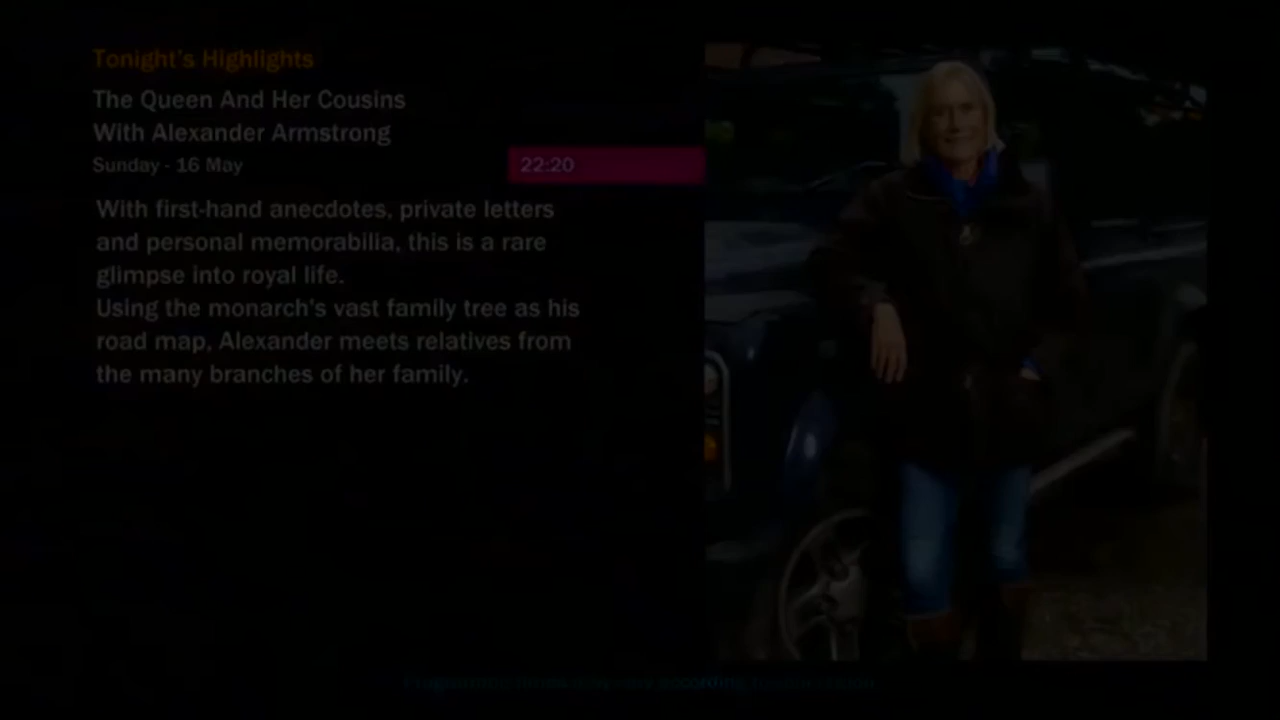 Tonight's Highlights
The Queen And Her Cousins
With Alexander Armstrong
Sunday - 16 May
22:20
With first-hand anecdotes, private letters
and personal memorabilia, this is a rare
glimpse into royal life.
Using the monarch's vast family tree as his
road map, Alexander meets relatives from
the many branches of her family.
according